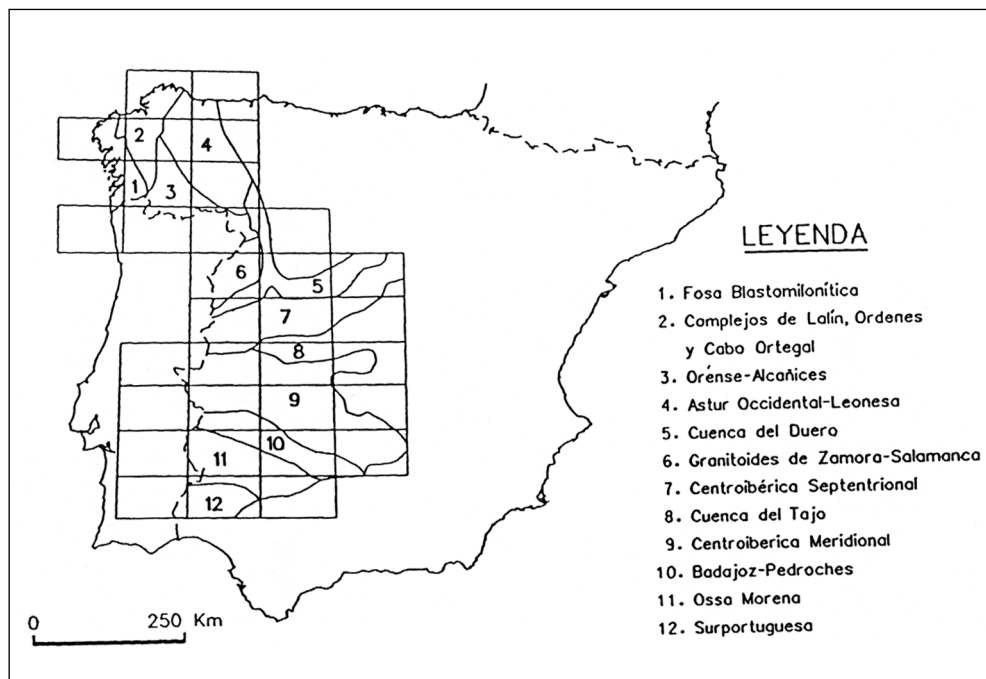 1
2
3
4
5
6
7
8
9
10
11
12
0
250 Km
LEYENDA
1. Fosa Blastomilonítica
2. Complejos de Lalín, Ordenes
y Cabo Ortegal
3. Orénse-Alcañices
4. Astur Occidental-Leonesa
5. Cuenca del Duero
6. Granitoides de Zamora-Salamanca
7. Centroibérica Septentrional
8. Cuenca del Tajo
9. Centroiberica Meridional
10. Badajoz-Pedroches
11. Ossa Morena
12. Surportuguesa